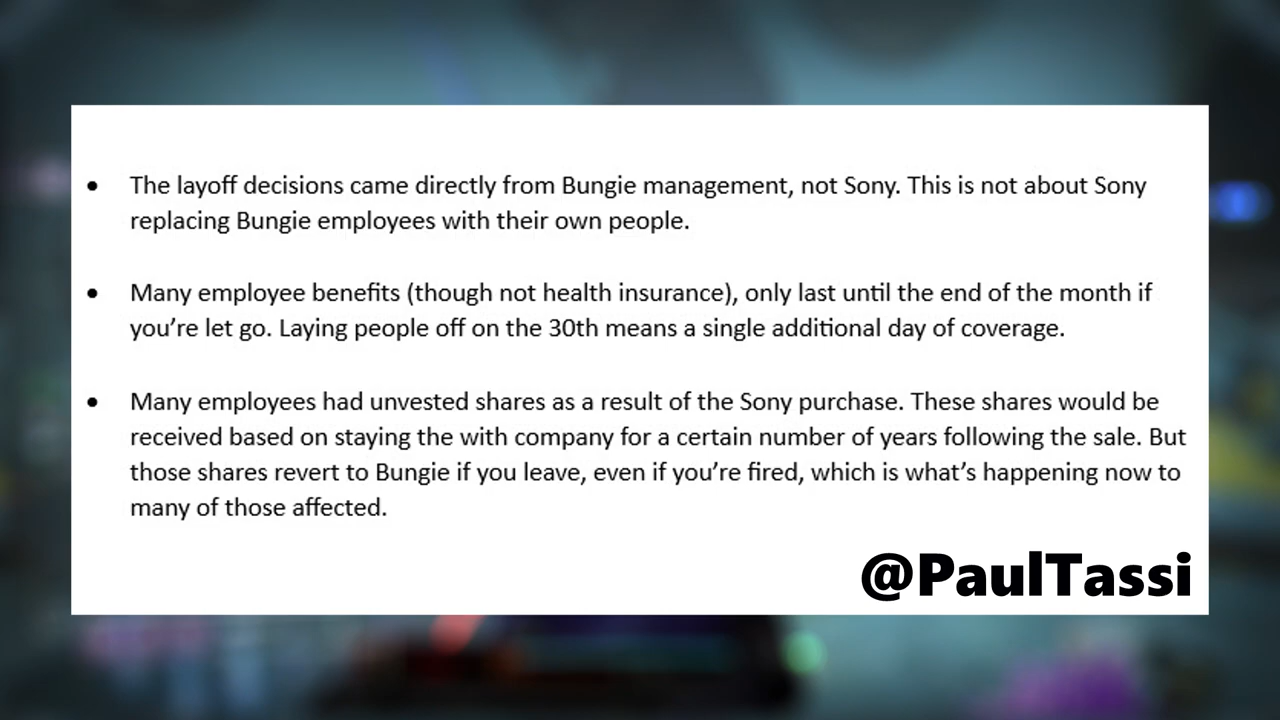 • The layoff decisions came directly from Bungie management, not Sony. This is not about Sony
replacing Bungie employees with their own people.
• Many employee benefits (though not health insurance), only last until the end of the month if
you’re let go. Laying people off on the 30th means a single additional day of coverage.
• Many employees had unvested shares as a result of the Sony purchase. These shares would be
received based on staying the with company for a certain number of years following the sale. But
those shares revert to Bungie if you leave, even if you’re fired, which is what’s happening now to
many of those affected.
@PaulTassi